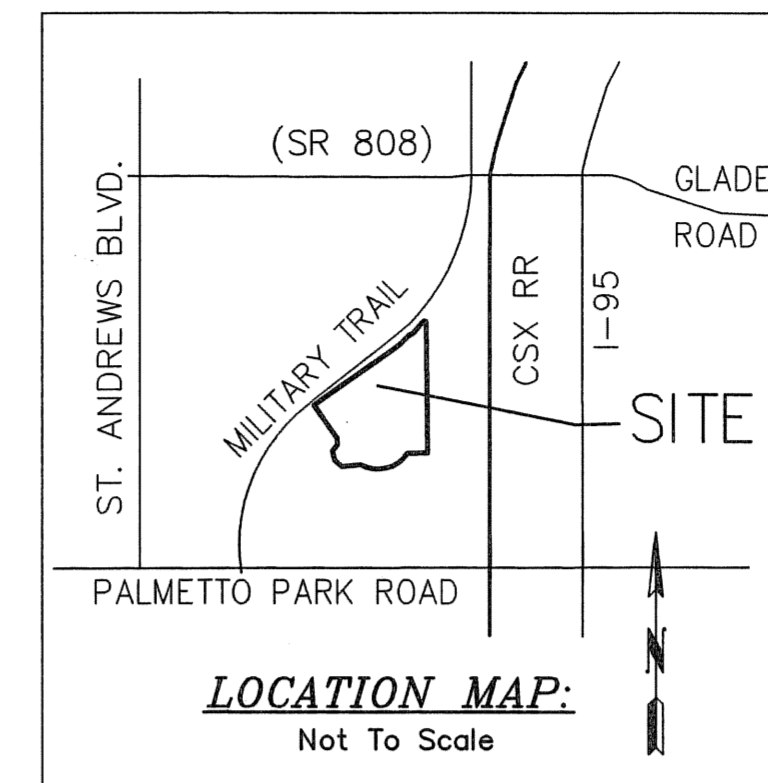 (SR 808)
GLADE
ROAD
ST. ANDREWS BLVD.
MILITARY TRAIL
CSX RR
I-95
SITE
PALMETTO PARK ROAD
N
LOCATION MAP:
Not To Scale